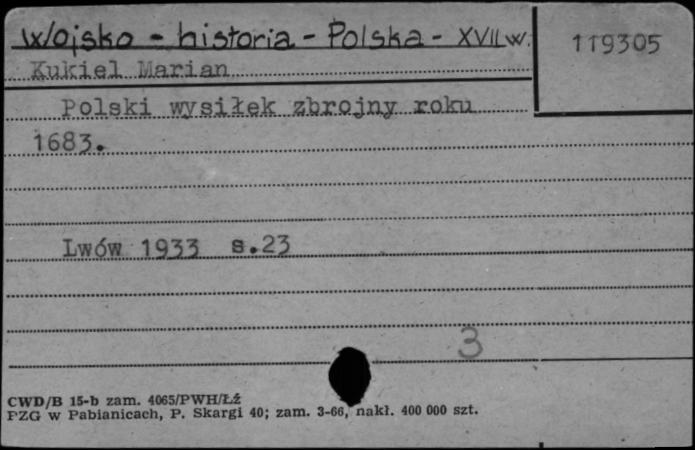 Wojsko - historia - Polska - XVII w.
119305
Kukiel Marian
Polski wysiłek zbrojny roku
1683.
Lwów 1933 s.23
3
CWD/B 15-b zam. 4065/PWH/Łź
PZG w Pabianicach, P. Skargi 40; zam. 3-66, nakł. 400 000 szt.